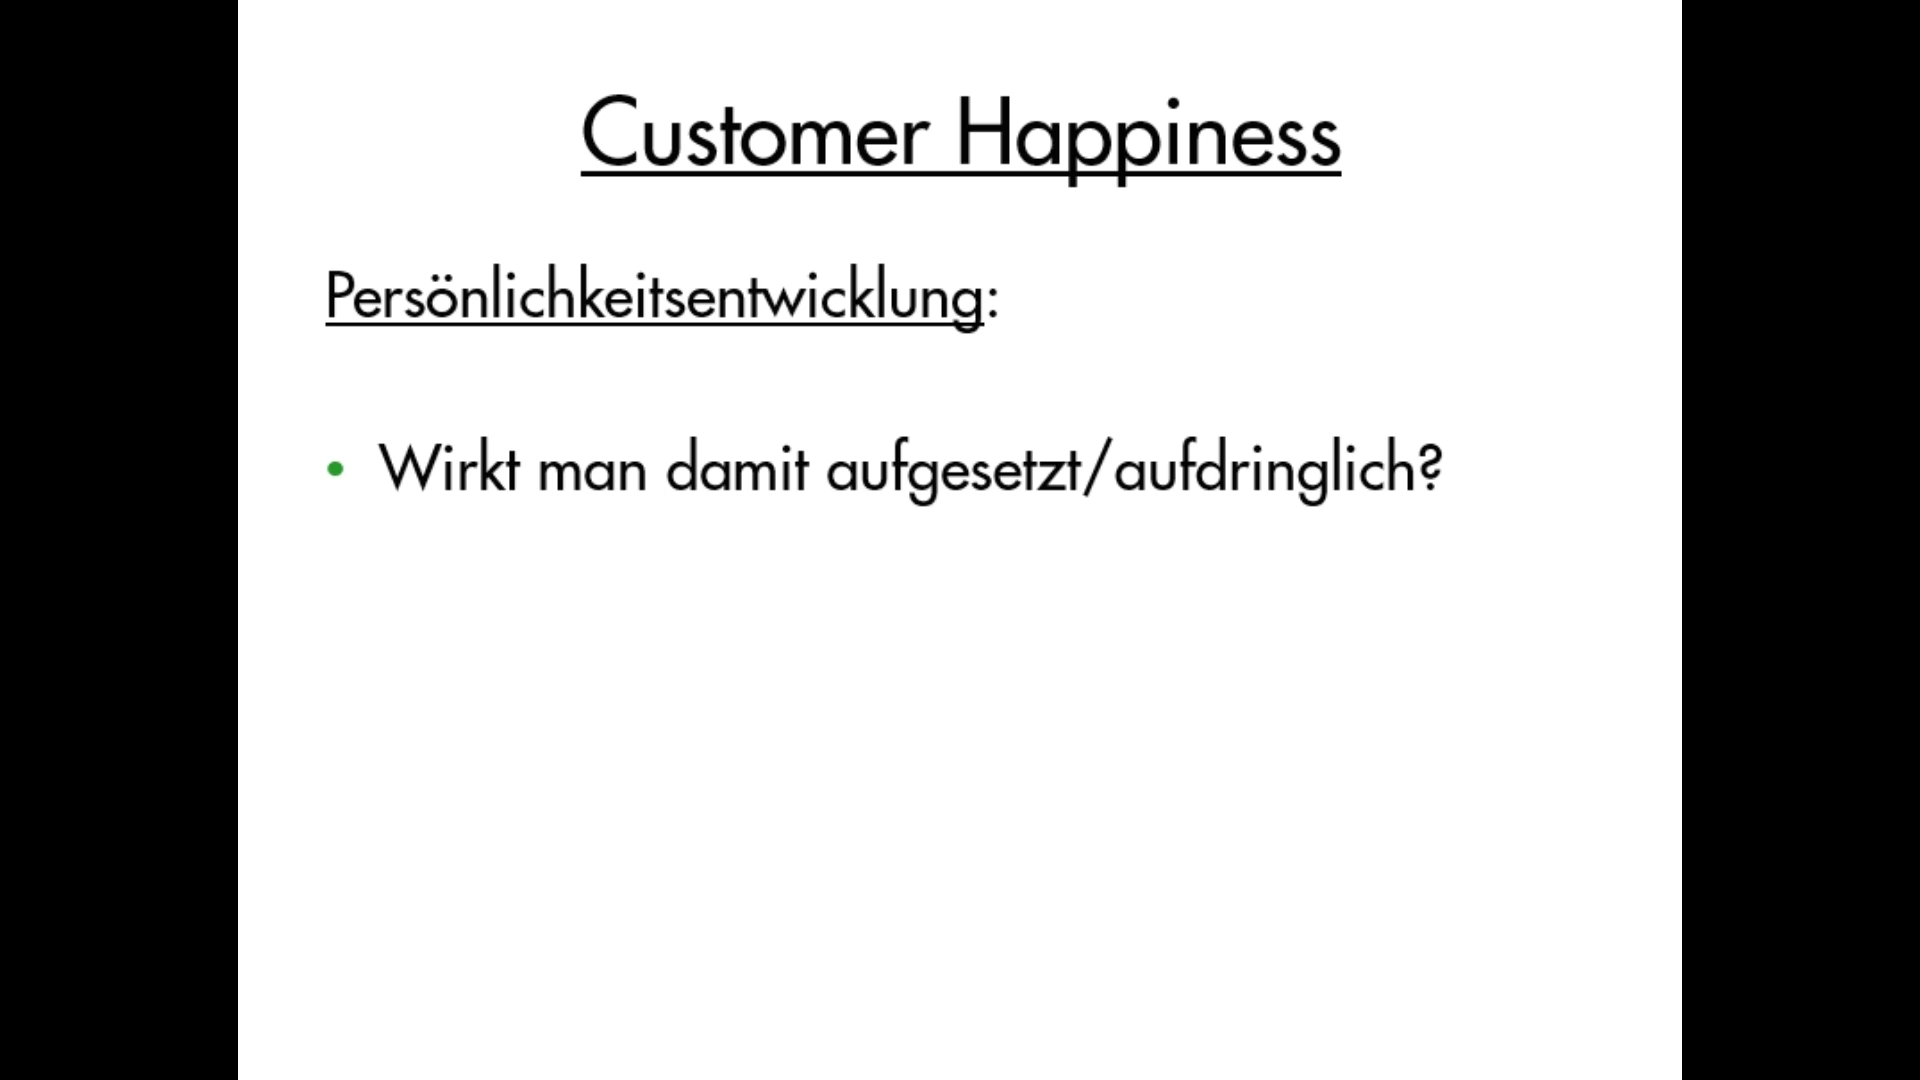 Customer Happiness
Persönlichkeitsentwicklung:
• Wirkt man damit aufgesetzt/aufdringlich?